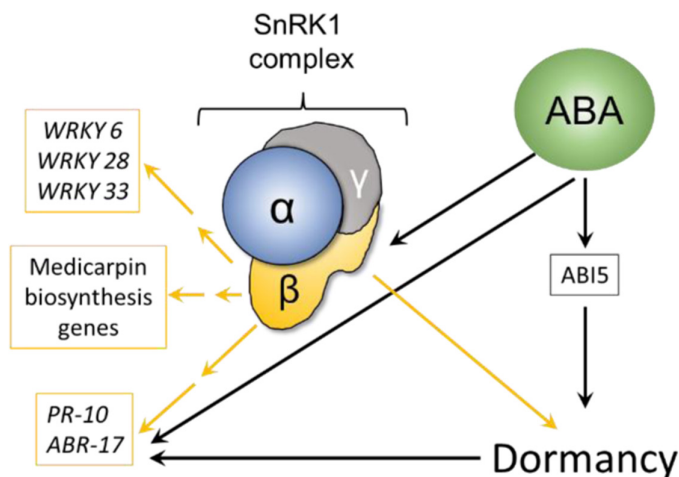 SnRK1
complex
ABA
WRKY 6
WRKY 28
WRKY 33
α
γ
β
Medicarpin
biosynthesis
genes
ABI5
PR-10
ABR-17
Dormancy